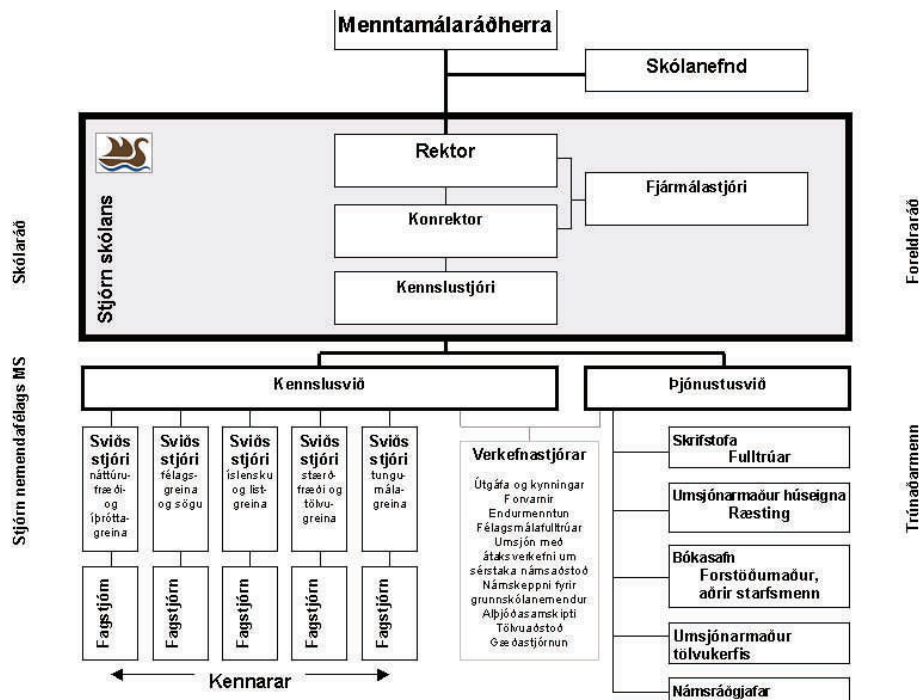 Menntamálaráðherra
Skólanefnd
Stjórn skólans
Rektor
Fjármálastjóri
Konrektor
Kennslustjóri
Skólaráð
Foreldraráð
Stjórn nemendafélags MS
Trúnaðarmenn
Kennslusvið
Þjónustusvið
Sviðs
stjóri
náttúru-
fræði- og
íþrótta-
greina
Sviðs
stjóri
félags-
greina
og sögu
Sviðs
stjóri
íslensku
og list-
greina
Sviðs
stjóri
stærð-
fræði og
tölvu-
greina
Sviðs
stjóri
tungu-
mála-
greina
Fagstjórn
Fagstjórn
Fagstjórn
Fagstjórn
Fagstjórn
Kennarar
Verkefnastjórar
Útgáfa og kynningar
Forvarnir
Endurmenntun
Félagsmálafulltrúar
Umsjón með
átaksverkefni um
sérstaka námsaðstoð
Námskeppni fyrir
grunnskólanemendur
Alþjóðasamskipti
Tölvuaðstoð
Gæðastjórnun
Skrifstofa
Fulltrúar
Umsjónarmaður húseigna
Ræsting
Bókasafn
Forstöðumaður,
aðrir starfsmenn
Umsjónarmaður
tölvukerfis
Námsráðgjafar